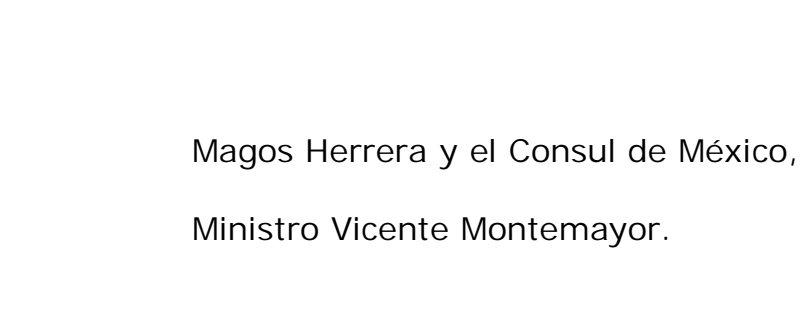 Magos Herrera y el Consul de México,
Ministro Vicente Montemayor.